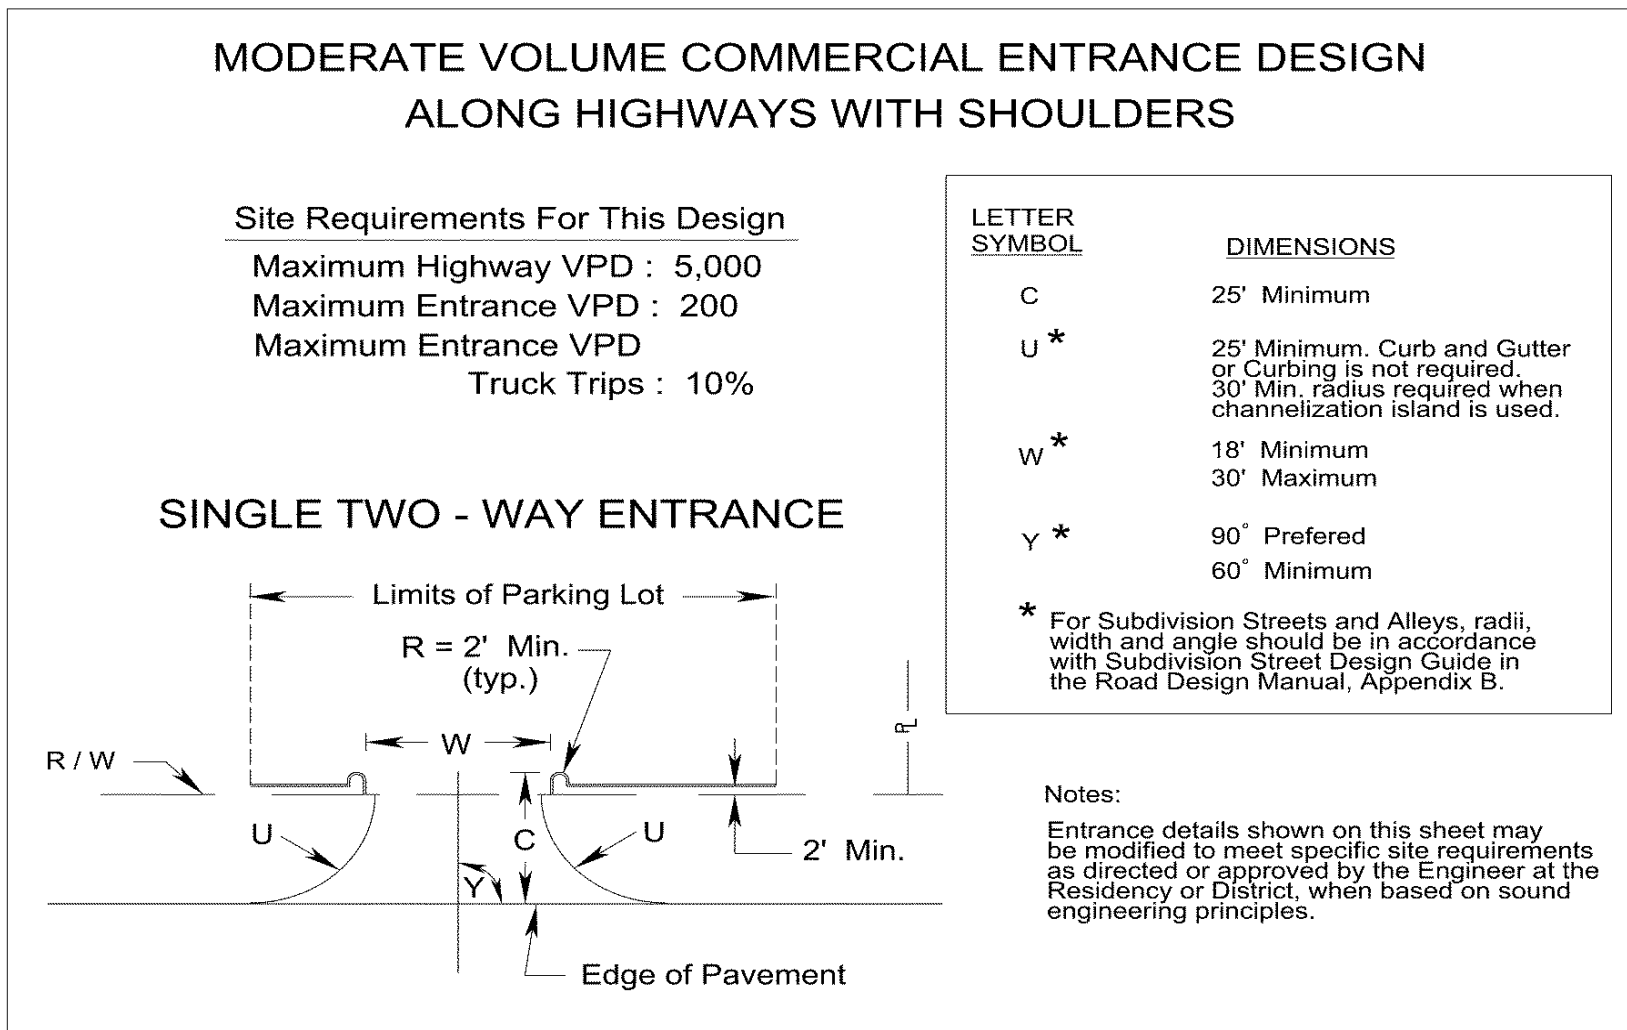 MODERATE VOLUME COMMERCIAL ENTRANCE DESIGN
ALONG HIGHWAYS WITH SHOULDERS
Site Requirements For This Design
Maximum Highway VPD : 5,000
Maximum Entrance VPD : 200
Maximum Entrance VPD
Truck Trips : 10%
LETTER
SYMBOL
DIMENSIONS
C 25' Minimum
U * 25' Minimum. Curb and Gutter
or Curbing is not required.
30' Min. radius required when
channelization island is used.
W * 18' Minimum
30' Maximum
Y * 90° Prefered
60° Minimum
* For Subdivision Streets and Alleys, radii,
width and angle should be in accordance
with Subdivision Street Design Guide in
the Road Design Manual, Appendix B.
SINGLE TWO - WAY ENTRANCE
Limits of Parking Lot
R = 2' Min.
(typ.)
W
R / W
PL
U
C
U
Y
2' Min.
Edge of Pavement
Notes:
Entrance details shown on this sheet may
be modified to meet specific site requirements
as directed or approved by the Engineer at the
Residency or District, when based on sound
engineering principles.